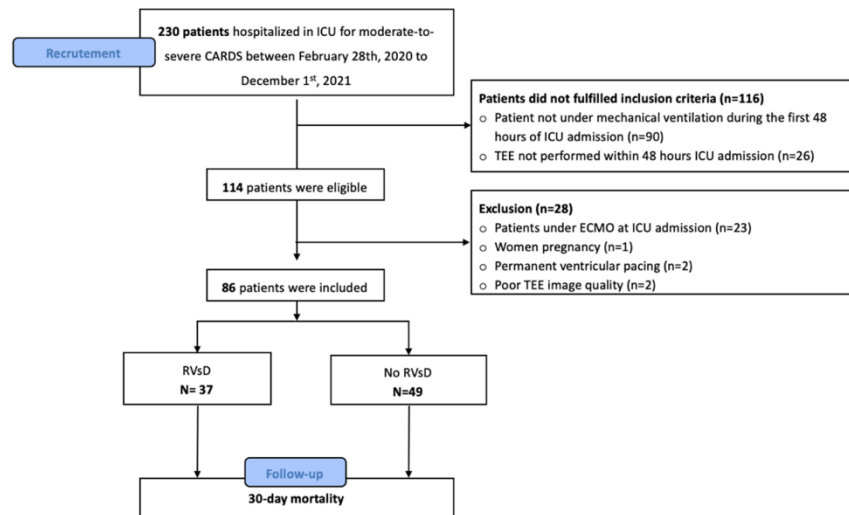 230 patients hospitalized in ICU for moderate-to-
severe CARDS between February 28th, 2020 to
December 1st, 2021
Recrutement
Patients did not fulfilled inclusion criteria (n=116)
o Patient not under mechanical ventilation during the first 48
hours of ICU admission (n=90)
o TEE not performed within 48 hours ICU admission (n=26)
114 patients were eligible
Exclusion (n=28)
o Patients under ECMO at ICU admission (n=23)
o Women pregnancy (n=1)
o Permanent ventricular pacing (n=2)
o Poor TEE image quality (n=2)
86 patients were included
RVsD
N= 37
No RVsD
N=49
Follow-up
30-day mortality